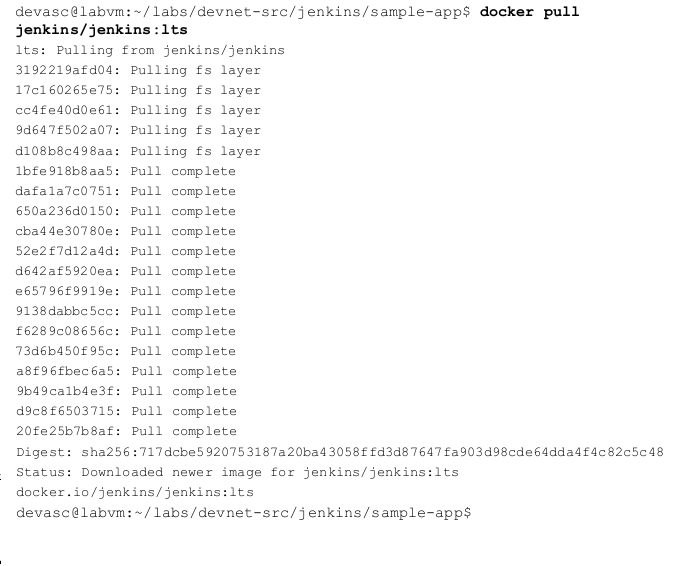 devasc@labvm:~/labs/devnet-src/jenkins/sample-app$ docker pull
jenkins/jenkins:lts
lts: Pulling from jenkins/jenkins
3192219afd04: Pulling fs layer
17c160265e75: Pulling fs layer
cc4fe40d0e61: Pulling fs layer
9d647f502a07: Pulling fs layer
d108b8c498aa: Pulling fs layer
1bfe918b8aa5: Pull complete
dafa1a7c0751: Pull complete
650a236d0150: Pull complete
cba44e30780e: Pull complete
52e2f7d12a4d: Pull complete
d642af5920ea: Pull complete
e65796f9919e: Pull complete
9138dabbc5cc: Pull complete
f6289c08656c: Pull complete
73d6b450f95c: Pull complete
a8f96fbec6a5: Pull complete
9b49ca1b4e3f: Pull complete
d9c8f6503715: Pull complete
20fe25b7b8af: Pull complete
Digest: sha256:717dcbe5920753187a20ba43058ffd3d87647fa903d98cde64dda4f4c82c5c48
Status: Downloaded newer image for jenkins/jenkins:lts
docker.io/jenkins/jenkins:lts
devasc@labvm:~/labs/devnet-src/jenkins/sample-app$